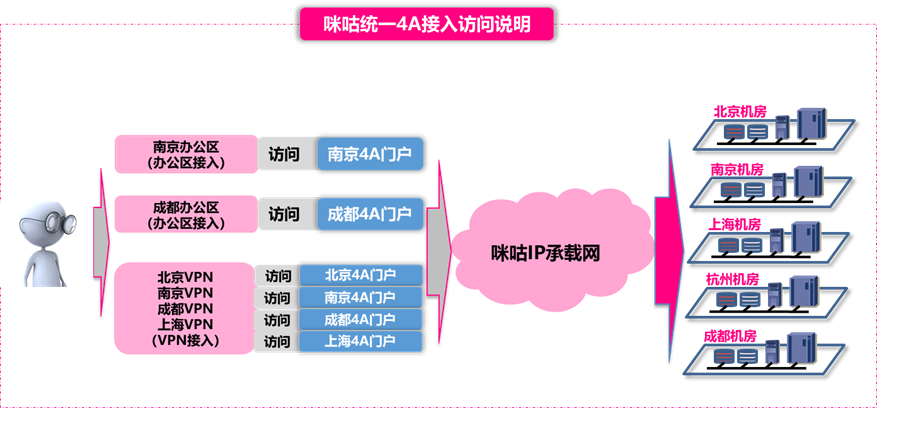 咪咕统一4A接入访问说明
南京办公区
(办公区接入)
访问
南京4A门户
成都办公区
(办公区接入)
访问
成都4A门户
北京VPN
南京VPN
成都VPN
上海VPN
(VPN接入)
访问
北京4A门户
访问
南京4A门户
访问
成都4A门户
访问
上海4A门户
咪咕IP承载网
北京机房
南京机房
上海机房
杭州机房
成都机房